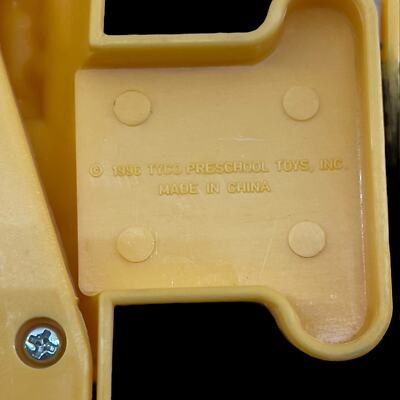 © 1996 TYCO PRESCHOOL TOYS, INC.
MADE IN CHINA